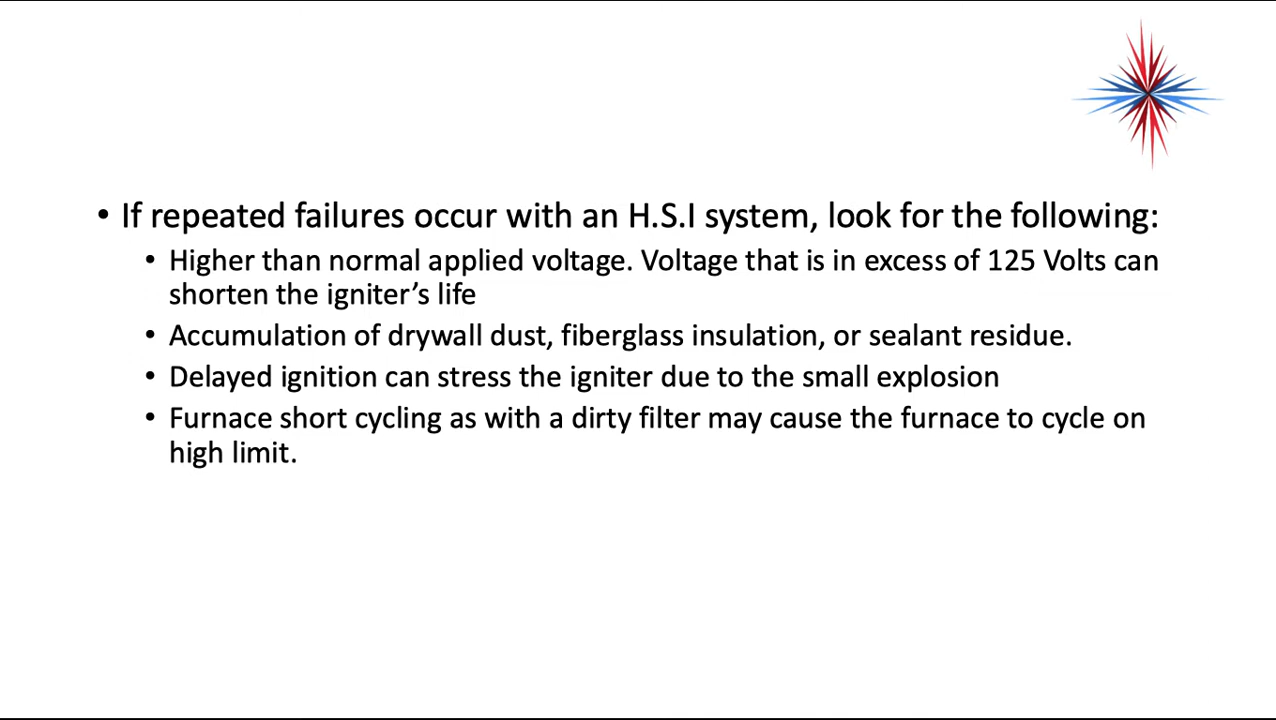 • If repeated failures occur with an H.S.I system, look for the following:
• Higher than normal applied voltage. Voltage that is in excess of 125 Volts can
shorten the igniter’s life
• Accumulation of drywall dust, fiberglass insulation, or sealant residue.
• Delayed ignition can stress the igniter due to the small explosion
• Furnace short cycling as with a dirty filter may cause the furnace to cycle on
high limit.